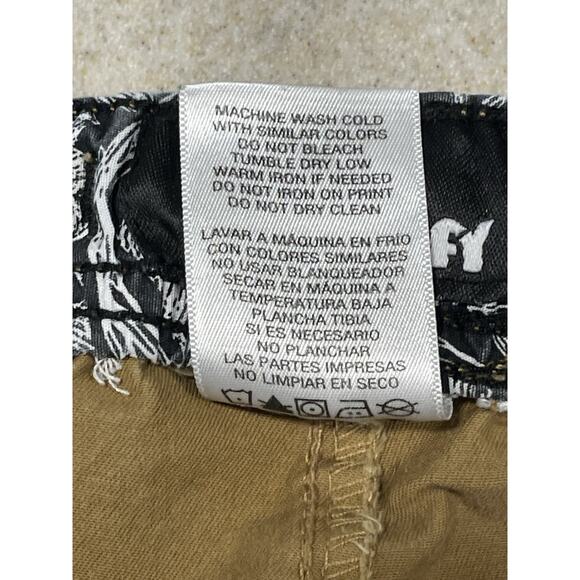 MACHINE WASH COLD
WITH SIMILAR COLORS
DO NOT BLEACH
TUMBLE DRY LOW
WARM IRON IF NEEDED
DO NOT IRON ON PRINT
DO NOT DRY CLEAN
LAVAR A MÁQUINA EN FRÍO
CON COLORES SIMILARES
NO USAR BLANQUEADOR
SECAR EN MÁQUINA A
TEMPERATURA BAJA
PLANCHA TIBIA
SI ES NECESARIO
NO PLANCHAR
LAS PARTES IMPRESAS
NO LIMPIAR EN SECO
FY